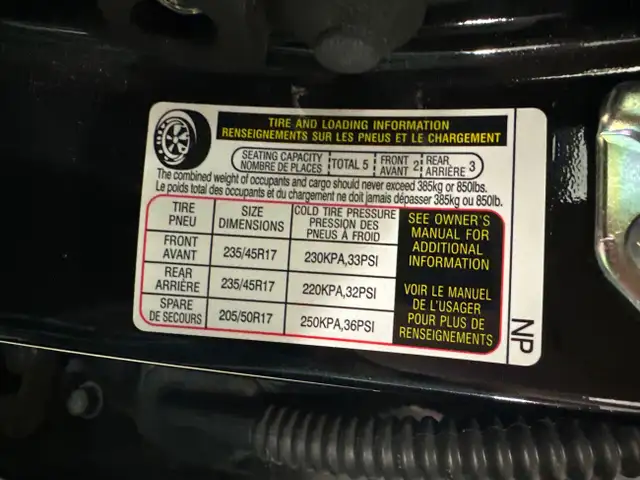 TIRE AND LOADING INFORMATION
RENSEIGNEMENTS SUR LES PNEUS ET LE CHARGEMENT
SEATING CAPACITY
NOMBRE DE PLACES
TOTAL 5
FRONT
AVANT 2
REAR
ARRIÈRE 3
The combined weight of occupants and cargo should never exceed 385kg or 850lbs.
Le poids total des occupants et du chargement ne doit jamais dépasser 385kg ou 850lb.
TIRE
PNEU
SIZE
DIMENSIONS
COLD TIRE PRESSURE
PRESSION DES
PNEUS À FROID
FRONT
AVANT
235/45R17
230KPA,33PSI
REAR
ARRIÈRE
235/45R17
220KPA,32PSI
SPARE
DE SECOURS
205/50R17
250KPA,36PSI
SEE OWNER'S
MANUAL FOR
ADDITIONAL
INFORMATION
VOIR LE MANUEL
DE L'USAGER
POUR PLUS DE
RENSEIGNEMENTS
NP